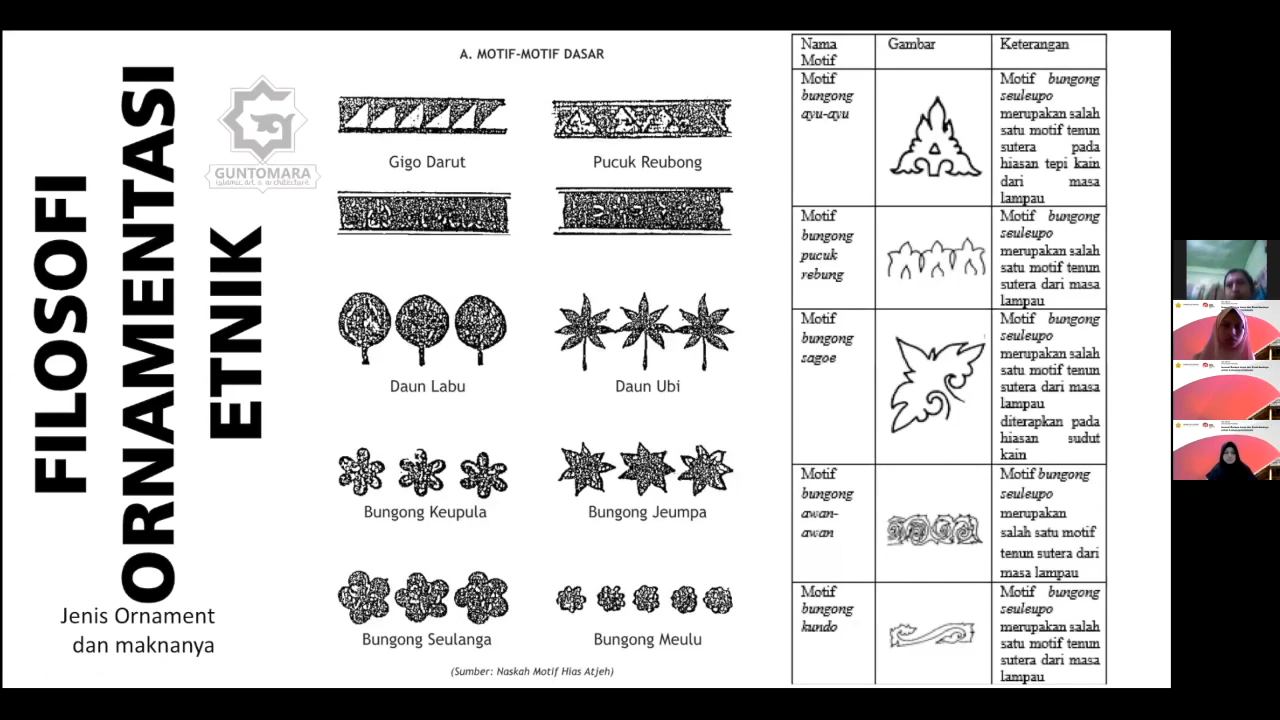 FILOSOFI
ORNAMENTASI
ETNIK
Jenis Ornament
dan maknanya
GUNTOMARA
islamic art & architecture
A. MOTIF-MOTIF DASAR
Gigo Darut
Pucuk Reubong
Daun Labu
Daun Ubi
Bungong Keupula
Bungong Jeumpa
Bungong Seulanga
Bungong Meulu
(Sumber: Naskah Motif Hias Atjeh)
Nama
Motif
Gambar
Keterangan
Motif
bungong
ayu-ayu
Motif bungong
seuleupo
merupakan salah
satu motif tenun
sutera pada
hiasan tepi kain
dari masa
lampau
Motif
bungong
pucuk
rebung
Motif bungong
seuleupo
merupakan salah
satu motif tenun
sutera dari masa
lampau
Motif
bungong
sagoe
Motif bungong
seuleupo
merupakan salah
satu motif tenun
sutera dari masa
lampau
diterapkan pada
hiasan sudut
kain
Motif
bungong
awan-
awan
Motif bungong
seuleupo
merupakan
salah satu motif
tenun sutera dari
masa lampau
Motif
bungong
kundo
Motif bungong
seuleupo
merupakan salah
satu motif tenun
sutera dari masa
lampau